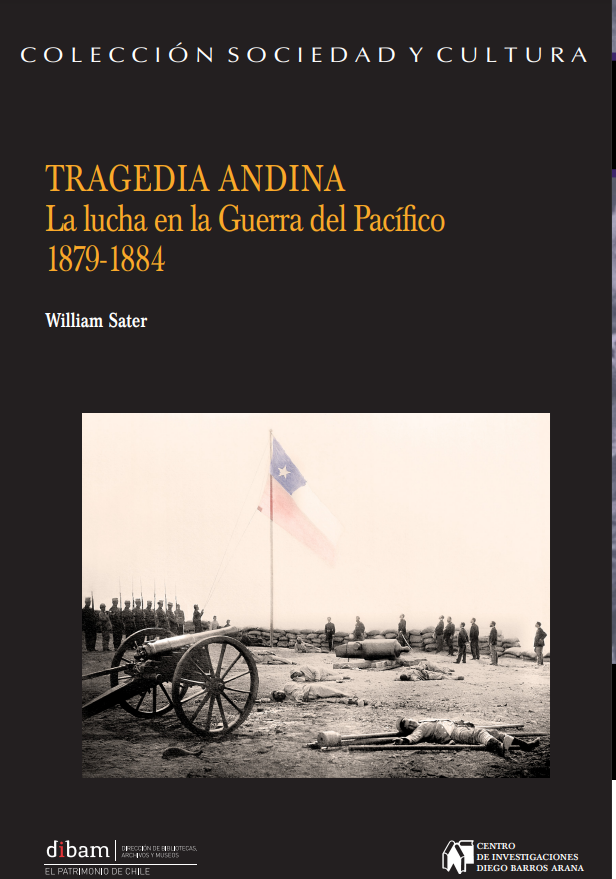 COLECCIÓN SOCIEDAD Y CULTURA
TRAGEDIA ANDINA
La lucha en la Guerra del Pacífico
1879-1884
William Sater
dibam
DIRECCIÓN DE BIBLIOTECAS,
ARCHIVOS Y MUSEOS
EL PATRIMONIO DE CHILE
CENTRO
DE INVESTIGACIONES
DIEGO BARROS ARANA